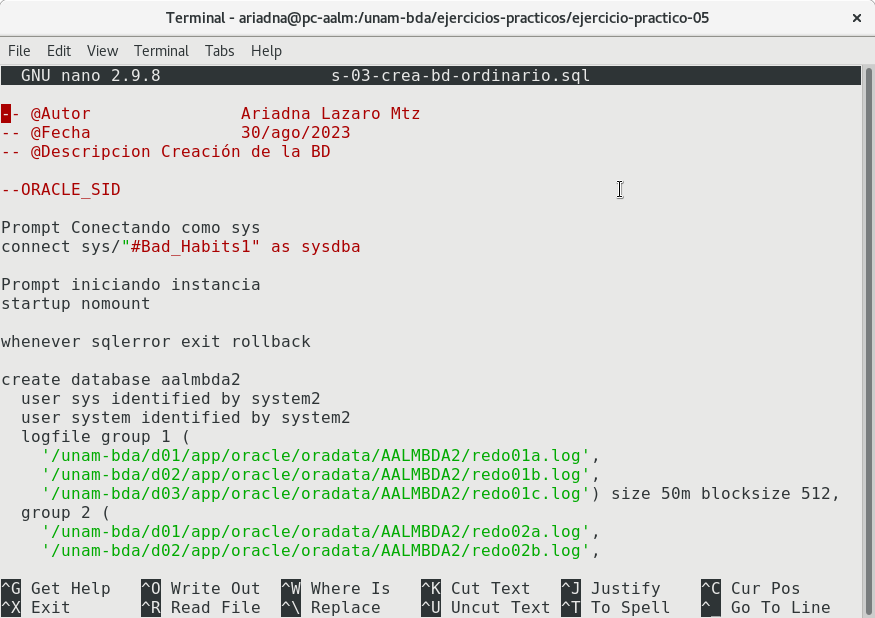 Terminal - ariadna@pc-aalm:/unam-bda/ejercicios-practicos/ejercicio-practico-05 ×
File Edit View Terminal Tabs Help
GNU nano 2.9.8 s-03-crea-bd-ordinario.sql
-- @Autor Ariadna Lazaro Mtz
-- @Fecha 30/ago/2023
-- @Descripcion Creación de la BD
--ORACLE_SID
Prompt Conectando como sys
connect sys/"#Bad_Habits1" as sysdba
Prompt iniciando instancia
startup nomount
whenever sqlerror exit rollback
create database aalmbda2
user sys identified by system2
user system identified by system2
logfile group 1 (
'/unam-bda/d01/app/oracle/oradata/AALMBDA2/redo01a.log',
'/unam-bda/d02/app/oracle/oradata/AALMBDA2/redo01b.log',
'/unam-bda/d03/app/oracle/oradata/AALMBDA2/redo01c.log') size 50m blocksize 512,
group 2 (
'/unam-bda/d01/app/oracle/oradata/AALMBDA2/redo02a.log',
'/unam-bda/d02/app/oracle/oradata/AALMBDA2/redo02b.log',
^G Get Help ^O Write Out ^W Where Is ^K Cut Text ^J Justify ^C Cur Pos
^X Exit ^R Read File ^\ Replace ^U Uncut Text ^T To Spell ^_ Go To Line